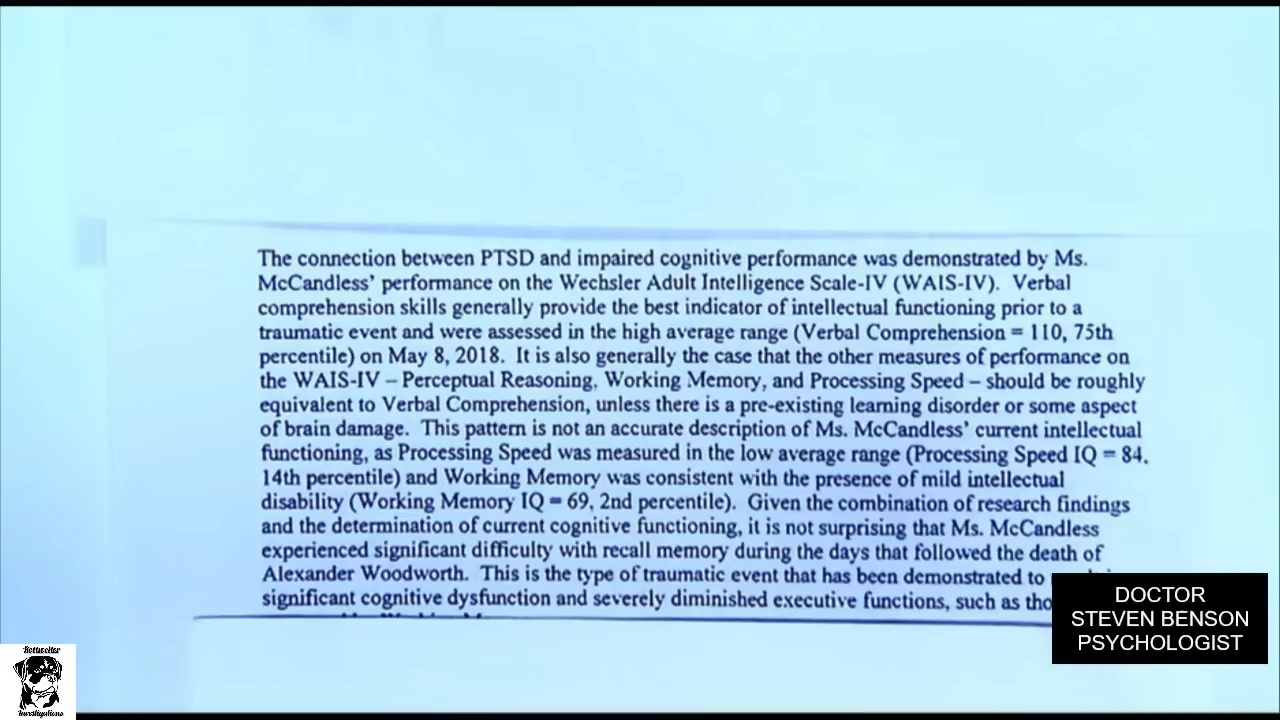 The connection between PTSD and impaired cognitive performance was demonstrated by Ms.
McCandless' performance on the Wechsler Adult Intelligence Scale-IV (WAIS-IV). Verbal
comprehension skills generally provide the best indicator of intellectual functioning prior to a
traumatic event and were assessed in the high average range (Verbal Comprehension = 110, 75th
percentile) on May 8, 2018. It is also generally the case that the other measures of performance on
the WAIS-IV – Perceptual Reasoning, Working Memory, and Processing Speed – should be roughly
equivalent to Verbal Comprehension, unless there is a pre-existing learning disorder or some aspect
of brain damage. This pattern is not an accurate description of Ms. McCandless' current intellectual
functioning, as Processing Speed was measured in the low average range (Processing Speed IQ = 84,
14th percentile) and Working Memory was consistent with the presence of mild intellectual
disability (Working Memory IQ = 69, 2nd percentile). Given the combination of research findings
and the determination of current cognitive functioning, it is not surprising that Ms. McCandless
experienced significant difficulty with recall memory during the days that followed the death of
Alexander Woodworth. This is the type of traumatic event that has been demonstrated to
significant cognitive dysfunction and severely diminished executive functions, such as
DOCTOR
STEVEN BENSON
PSYCHOLOGIST
Rottweiler
Investigations